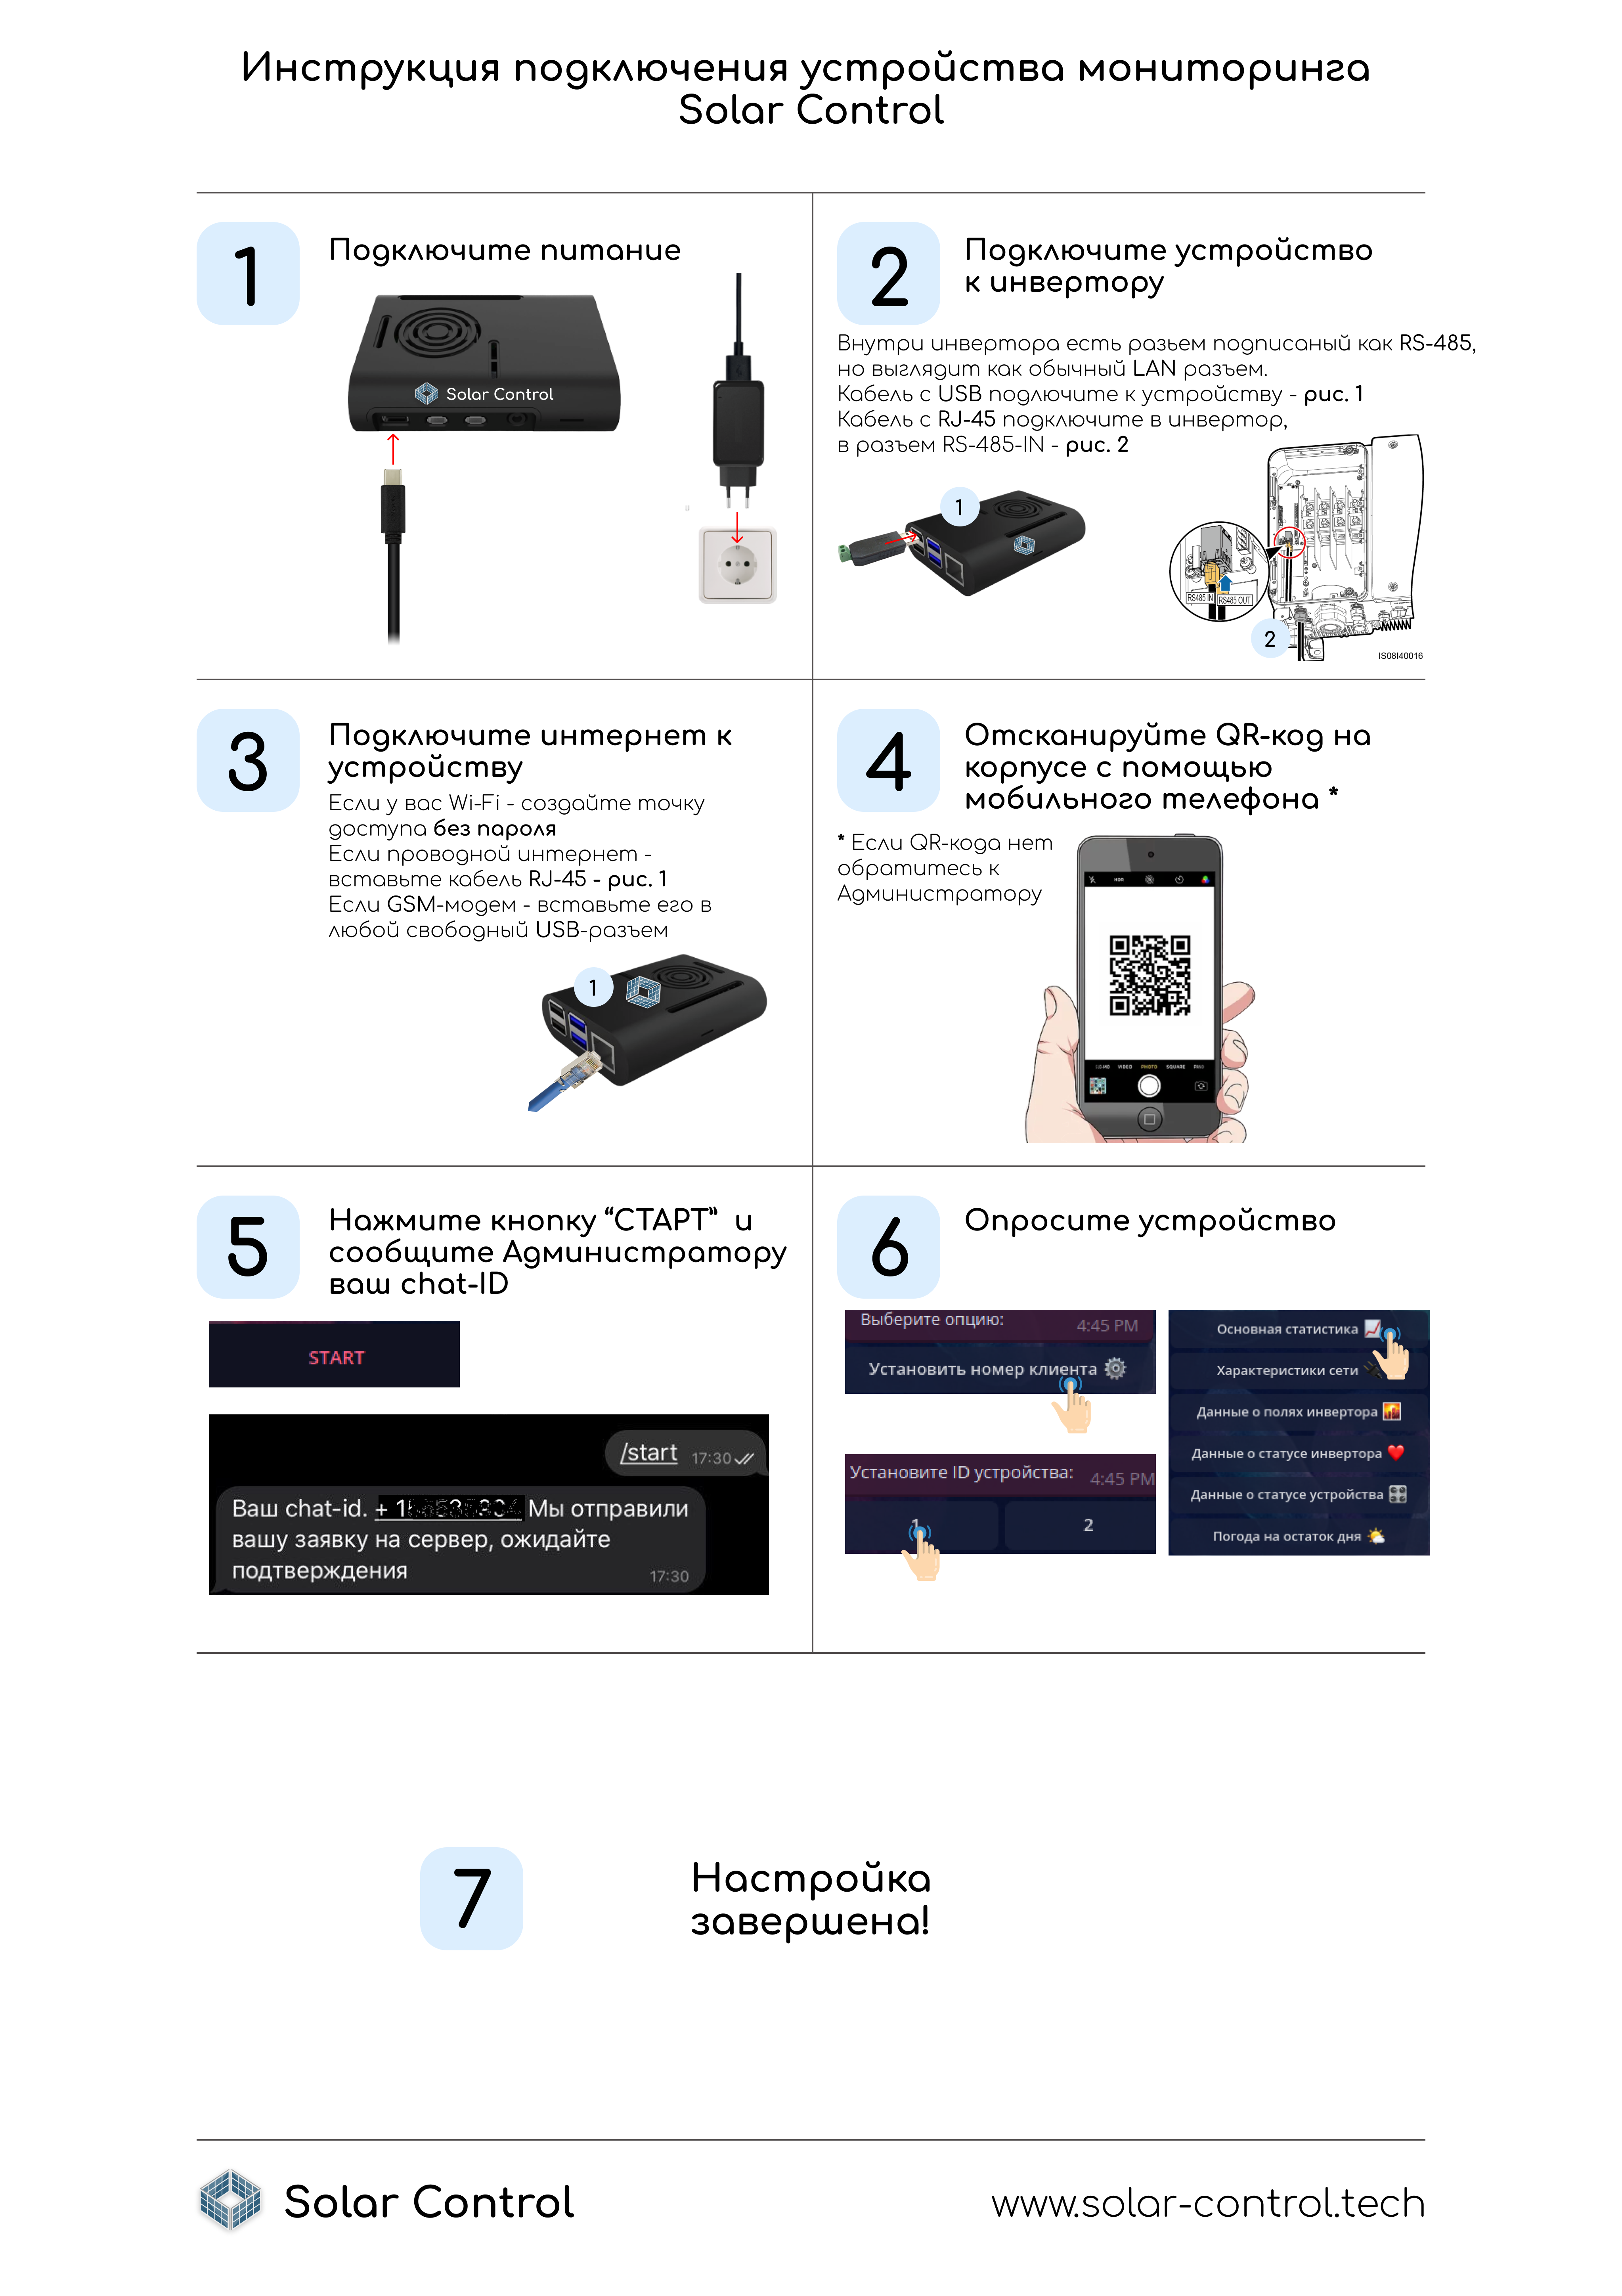 Инструкция подключения устройства мониторинга
Solar Control
1
Подключите питание
Solar Control
2
Подключите устройство
к инвертору
Внутри инвертора есть разьем подписаный как RS-485,
но выглядит как обычный LAN разъем.
Кабель с USB подлючите к устройству - рис. 1
Кабель с RJ-45 подключите в инвертор,
в разъем RS-485-IN - рис. 2
1
RS485 IN
RS485 OUT
2
IS08I40016
3
Подключите интернет к
устройству
Если у вас Wi-Fi - создайте точку
доступа без пароля
Если проводной интернет -
вставьте кабель RJ-45 - рис. 1
Если GSM-модем - вставьте его в
любой свободный USB-разъем
1
4
Отсканируйте QR-код на
корпусе с помощью
мобильного телефона *
* Если QR-кода нет
обратитесь к
Администратору
HDR
VIDEO PHOTO SQUARE
5
Нажмите кнопку “СТАРТ” и
сообщите Администратору
ваш chat-ID
START
/start 17:30
Ваш chat-id. + Мы отправили
вашу заявку на сервер, ожидайте
подтверждения
17:30
6
Опросите устройство
Выберите опцию: 4:45 PM
Установить номер клиента
Установите ID устройства: 4:45 PM
1 2
Основная статистика
Характеристики сети
Данные о полях инвертора
Данные о статусе инвертора
Данные о статусе устройства
Погода на остаток дня
7
Настройка
завершена!
Solar Control
www.solar-control.tech